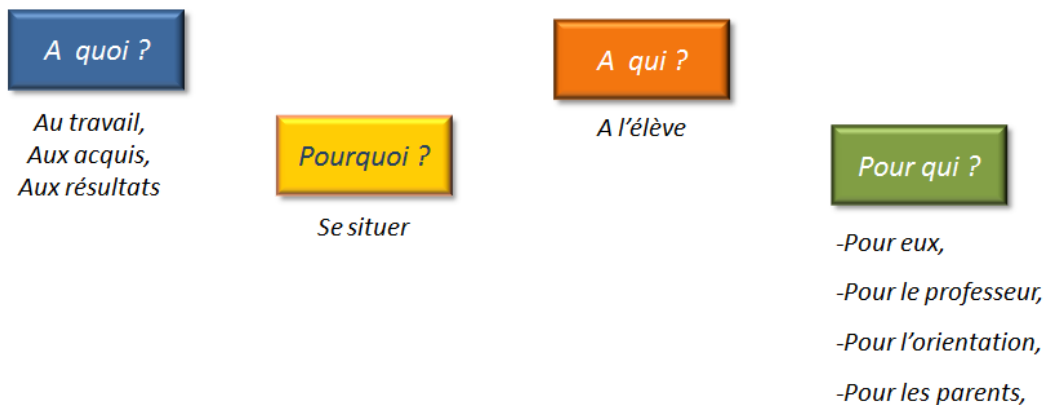 A quoi ?
Au travail,
Aux acquis,
Aux résultats
Pourquoi ?
Se situer
A qui ?
A l'élève
Pour qui ?
-Pour eux,
-Pour le professeur,
-Pour l'orientation,
-Pour les parents,